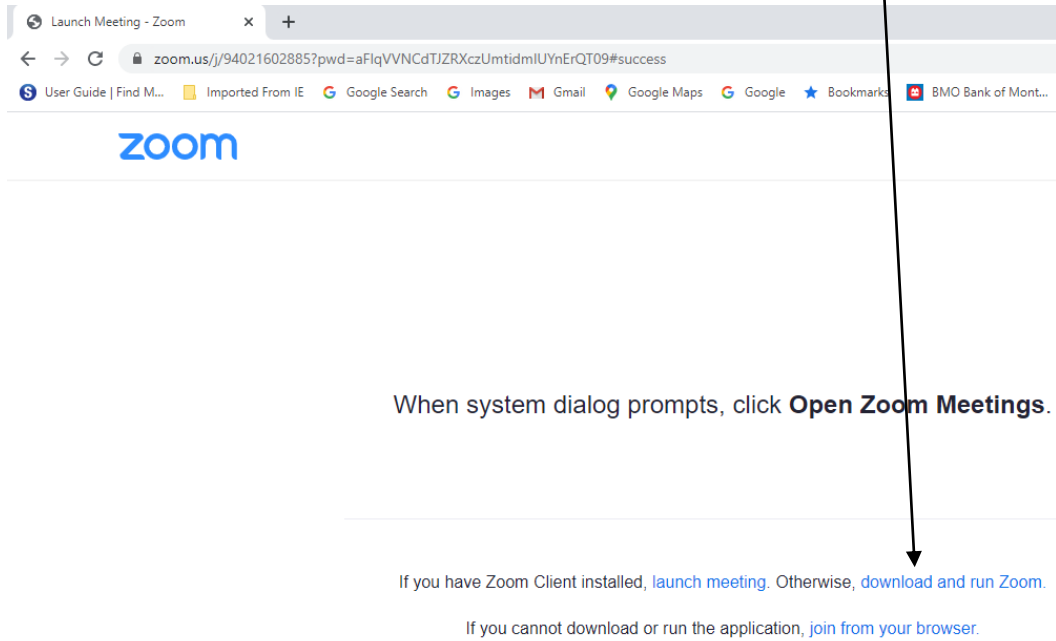 Launch Meeting - Zoom
zoom.us/j/94021602885?pwd=aFlqVVNCdTJZRXczUmtidmlUYnErQT09#success
User Guide | Find M... Imported From IE Google Search Images Gmail Google Maps Google Bookmarks BMO Bank of Mont...
zoom
When system dialog prompts, click Open Zoom Meetings.
If you have Zoom Client installed, launch meeting. Otherwise, download and run Zoom.
If you cannot download or run the application, join from your browser.